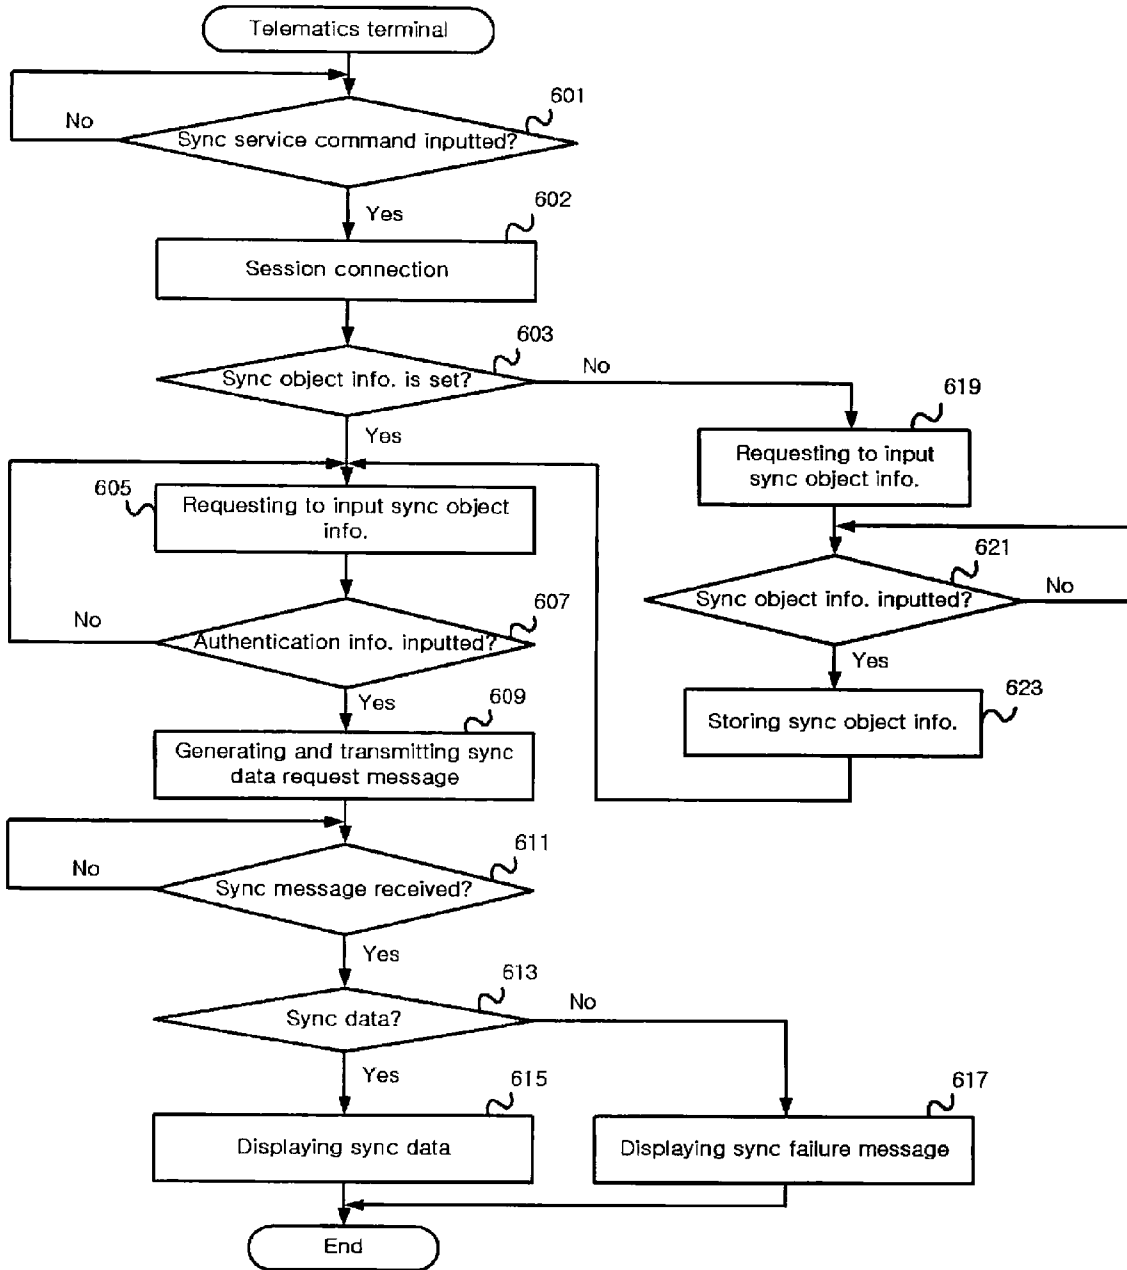 Telematics terminal
601
No
Sync service command inputted?
Yes
602
Session connection
603
Sync object info. is set?
No
Yes
619
Requesting to input
sync object info.
605
Requesting to input sync object
info.
621
Sync object info. inputted?
No
607
No
Authentication info. inputted?
Yes
Yes
623
Storing sync object info.
609
Generating and transmitting sync
data request message
611
No
Sync message received?
Yes
613
No
Sync data?
Yes
615
617
Displaying sync data
Displaying sync failure message
End